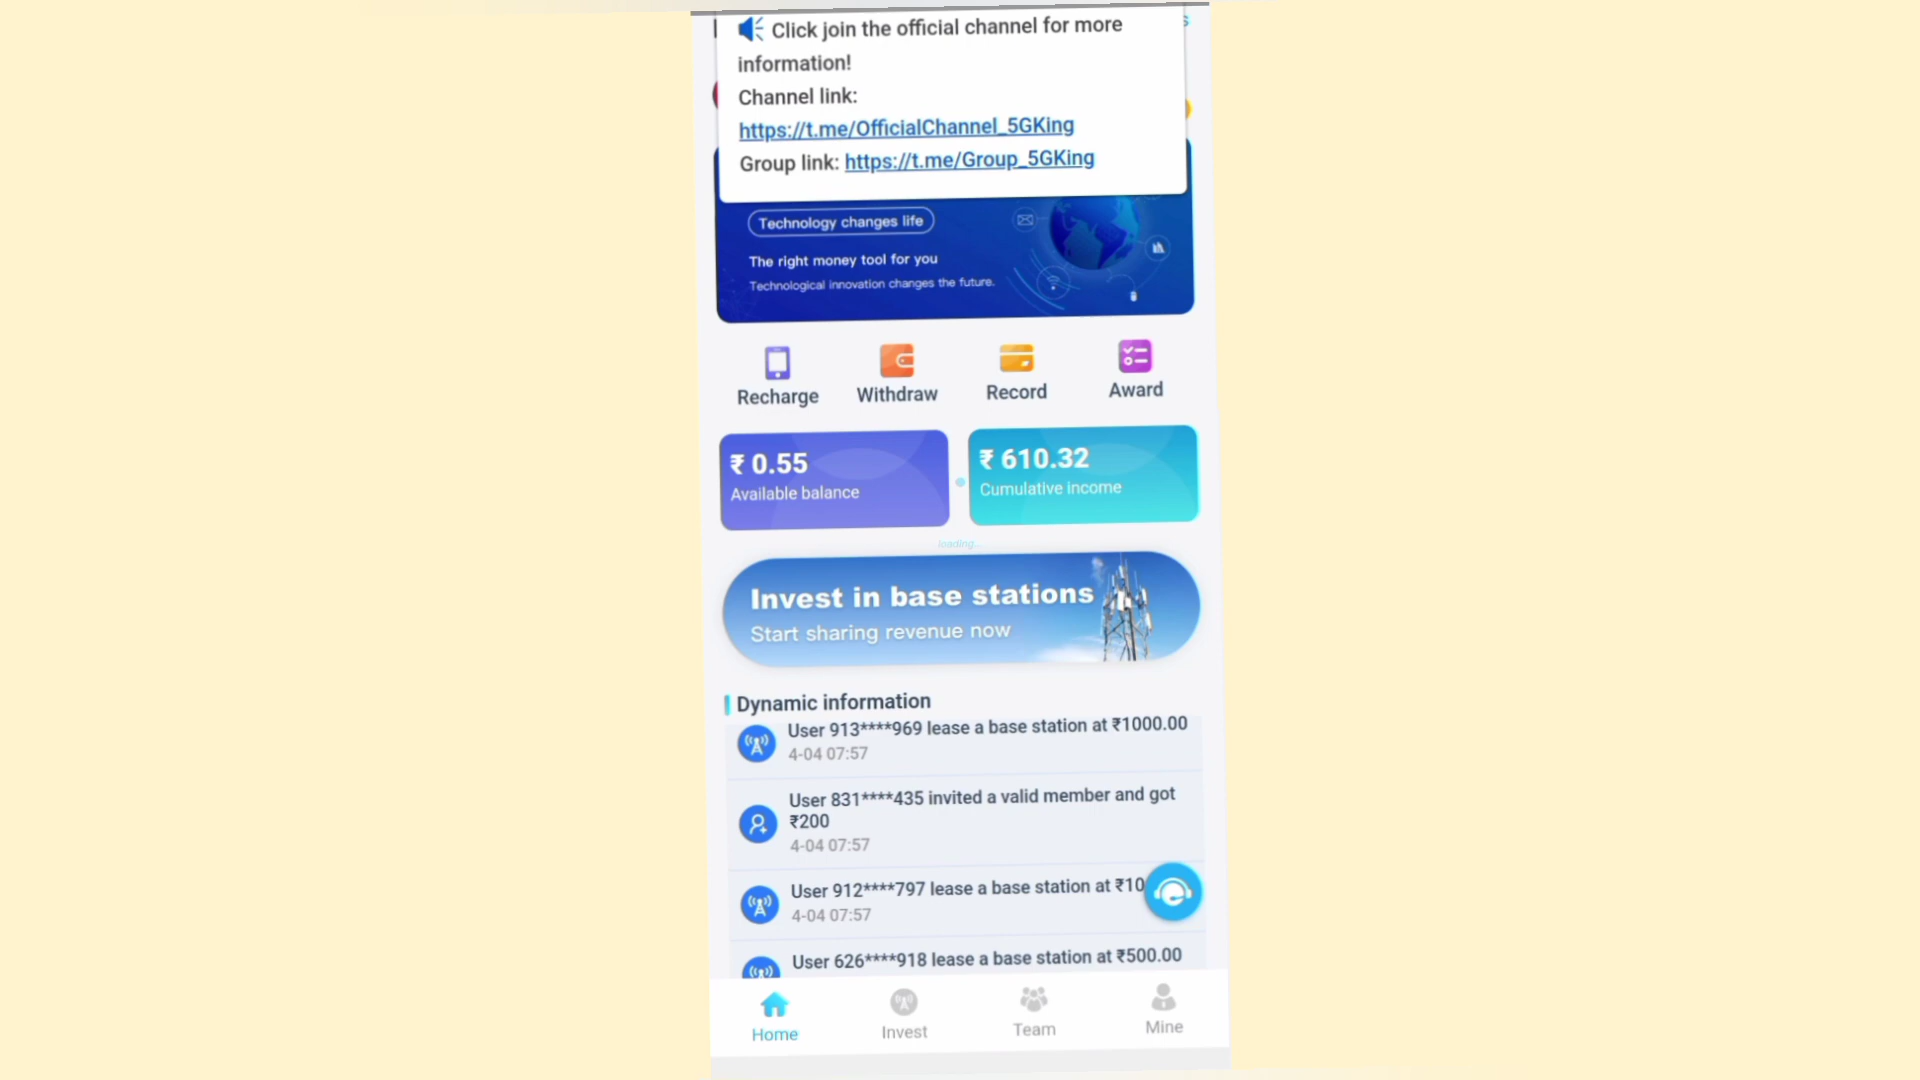 Click join the official channel for more
information!
Channel link:
https://t.me/OfficialChannel_5GKing
Group link: https://t.me/Group_5GKing
Technology changes life
The right money tool for you
Technological innovation changes the future.
Recharge
Withdraw
Record
Award
₹ 0.55
Available balance
₹ 610.32
Cumulative income
loading...
Invest in base stations
Start sharing revenue now
Dynamic information
User 913****969 lease a base station at ₹1000.00
4-04 07:57
User 831****435 invited a valid member and got
₹200
4-04 07:57
User 912****797 lease a base station at ₹10
4-04 07:57
User 626****918 lease a base station at ₹500.00
Home
Invest
Team
Mine